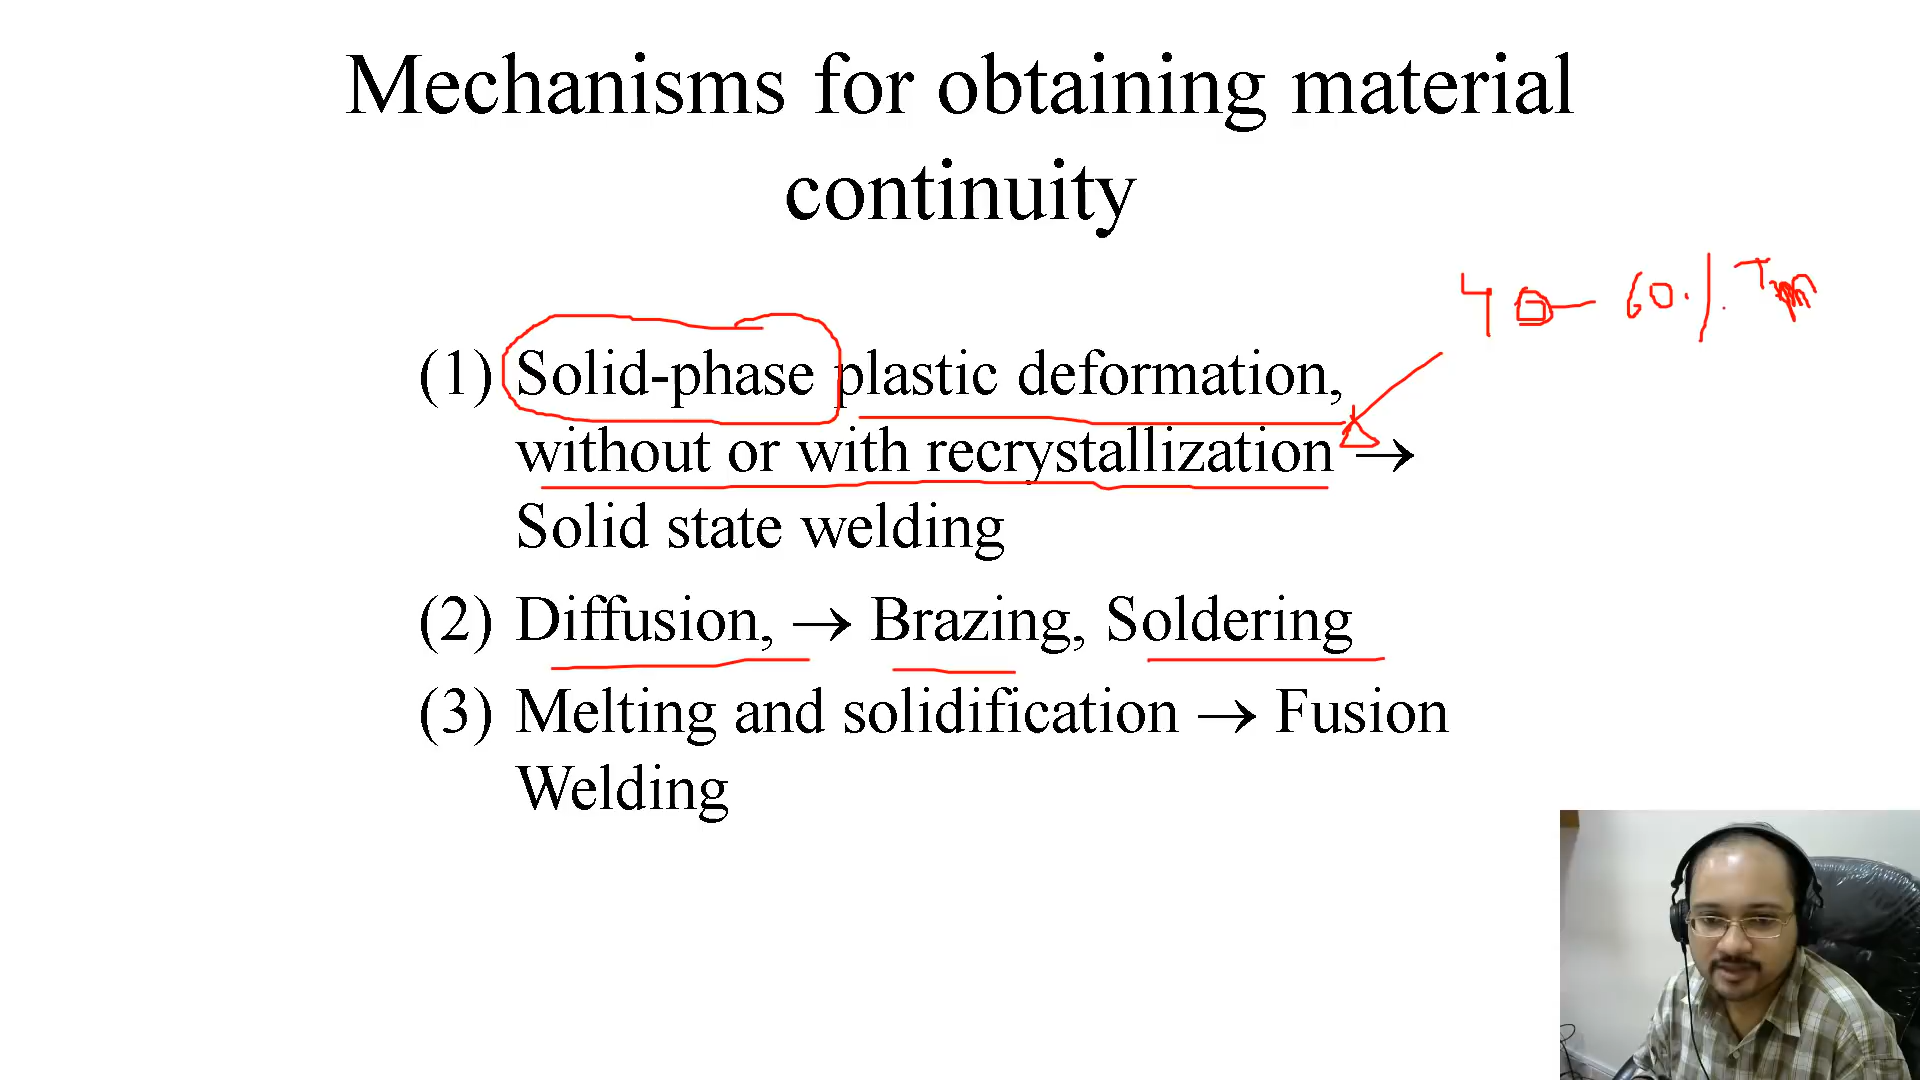 Mechanisms for obtaining material
continuity
40 - 60% Tm
(1) Solid-phase plastic deformation,
without or with recrystallization →
Solid state welding
(2) Diffusion, → Brazing, Soldering
(3) Melting and solidification → Fusion
Welding